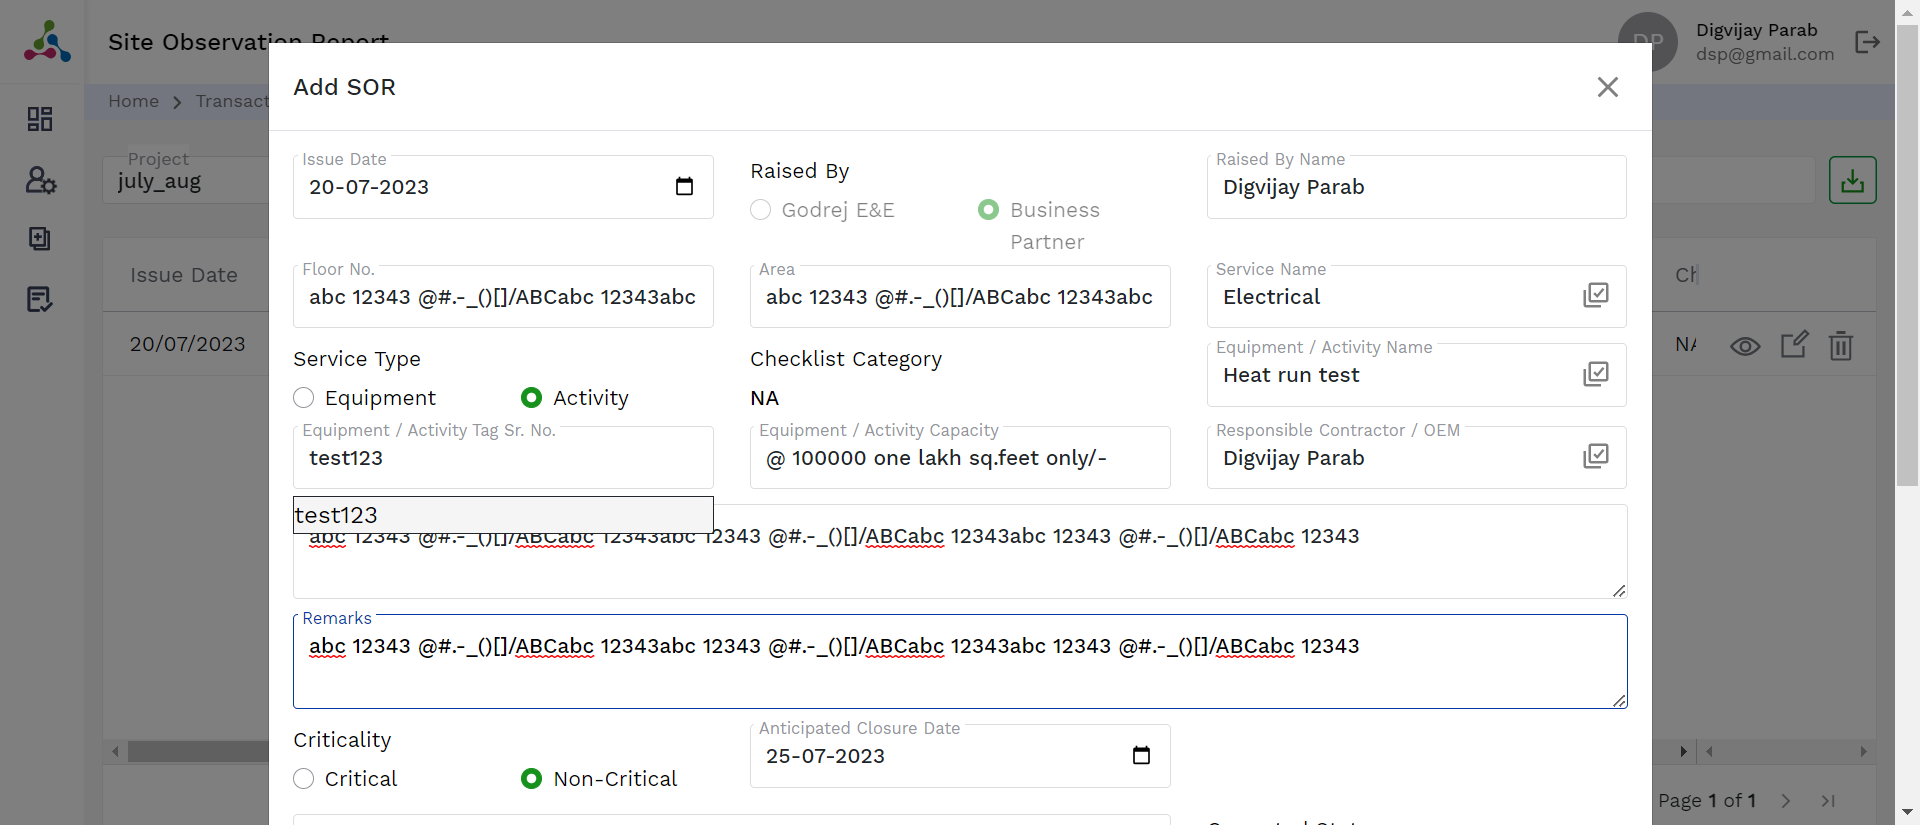 Site Observation Report
DP
Digvijay Parab
dsp@gmail.com
Home
Transact
Project
july_aug
Issue Date
20/07/2023
Add SOR
Issue Date
20-07-2023
Raised By
Godrej E&E
Business
Partner
Raised By Name
Digvijay Parab
Floor No.
abc 12343 @#.-_()[]/ABCabc 12343abc
Area
abc 12343 @#.-_()[]/ABCabc 12343abc
Service Name
Electrical
Service Type
Equipment
Activity
Checklist Category
NA
Equipment / Activity Name
Heat run test
Equipment / Activity Tag Sr. No.
test123
Equipment / Activity Capacity
@ 100000 one lakh sq.feet only/-
Responsible Contractor / OEM
Digvijay Parab
test123
abc 12343 @#.-_()[]/ABCabc 12343abc 12343 @#.-_()[]/ABCabc 12343abc 12343 @#.-_()[]/ABCabc 12343
Remarks
abc 12343 @#.-_()[]/ABCabc 12343abc 12343 @#.-_()[]/ABCabc 12343abc 12343 @#.-_()[]/ABCabc 12343
Criticality
Critical
Non-Critical
Anticipated Closure Date
25-07-2023
NA
Page 1 of 1